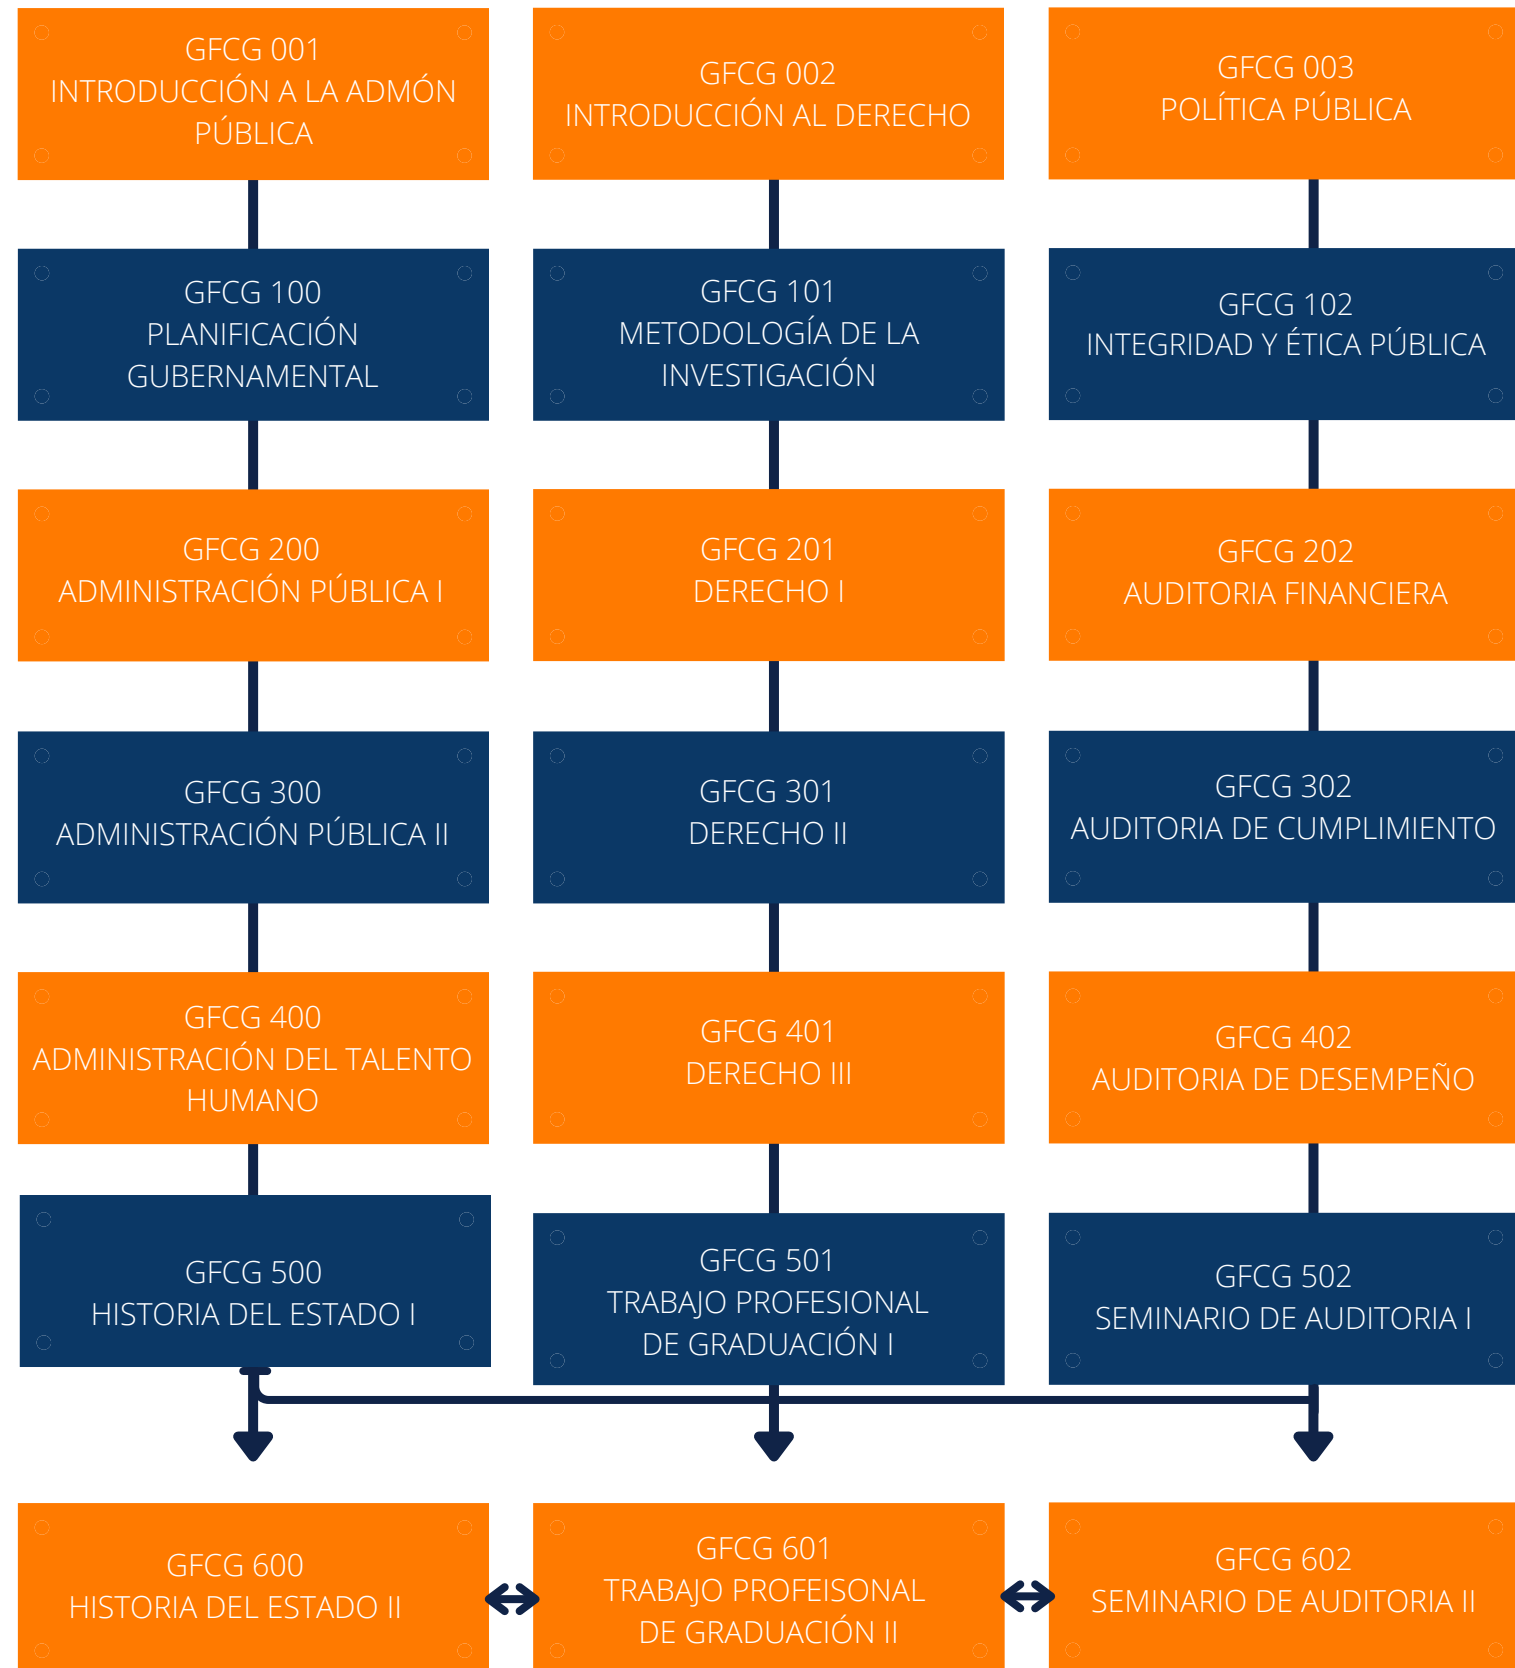 GFCG 001
INTRODUCCIÓN A LA ADMÓN
PÚBLICA
GFCG 002
INTRODUCCIÓN AL DERECHO
GFCG 003
POLÍTICA PÚBLICA
GFCG 100
PLANIFICACIÓN
GUBERNAMENTAL
GFCG 101
METODOLOGÍA DE LA
INVESTIGACIÓN
GFCG 102
INTEGRIDAD Y ÉTICA PÚBLICA
GFCG 200
ADMINISTRACIÓN PÚBLICA I
GFCG 201
DERECHO I
GFCG 202
AUDITORIA FINANCIERA
GFCG 300
ADMINISTRACIÓN PÚBLICA II
GFCG 301
DERECHO II
GFCG 302
AUDITORIA DE CUMPLIMIENTO
GFCG 400
ADMINISTRACIÓN DEL TALENTO
HUMANO
GFCG 401
DERECHO III
GFCG 402
AUDITORIA DE DESEMPEÑO
GFCG 500
HISTORIA DEL ESTADO I
GFCG 501
TRABAJO PROFESIONAL
DE GRADUACIÓN I
GFCG 502
SEMINARIO DE AUDITORIA I
GFCG 600
HISTORIA DEL ESTADO II
GFCG 601
TRABAJO PROFEISONAL
DE GRADUACIÓN II
GFCG 602
SEMINARIO DE AUDITORIA II